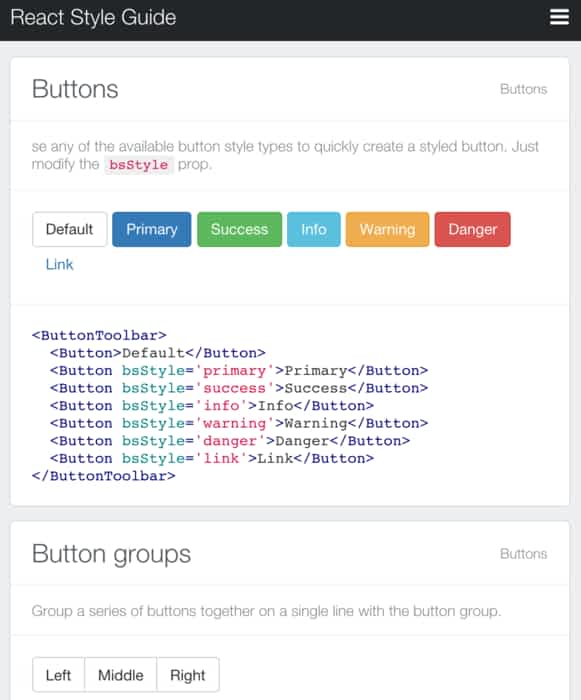 React Style Guide
Buttons
Buttons
se any of the available button style types to quickly create a styled button. Just
modify the bsStyle prop.
Default Primary Success Info Warning Danger
Link
<ButtonToolbar>
<Button>Default</Button>
<Button bsStyle='primary'>Primary</Button>
<Button bsStyle='success'>Success</Button>
<Button bsStyle='info'>Info</Button>
<Button bsStyle='warning'>Warning</Button>
<Button bsStyle='danger'>Danger</Button>
<Button bsStyle='link'>Link</Button>
</ButtonToolbar>
Button groups
Buttons
Group a series of buttons together on a single line with the button group.
Left Middle Right